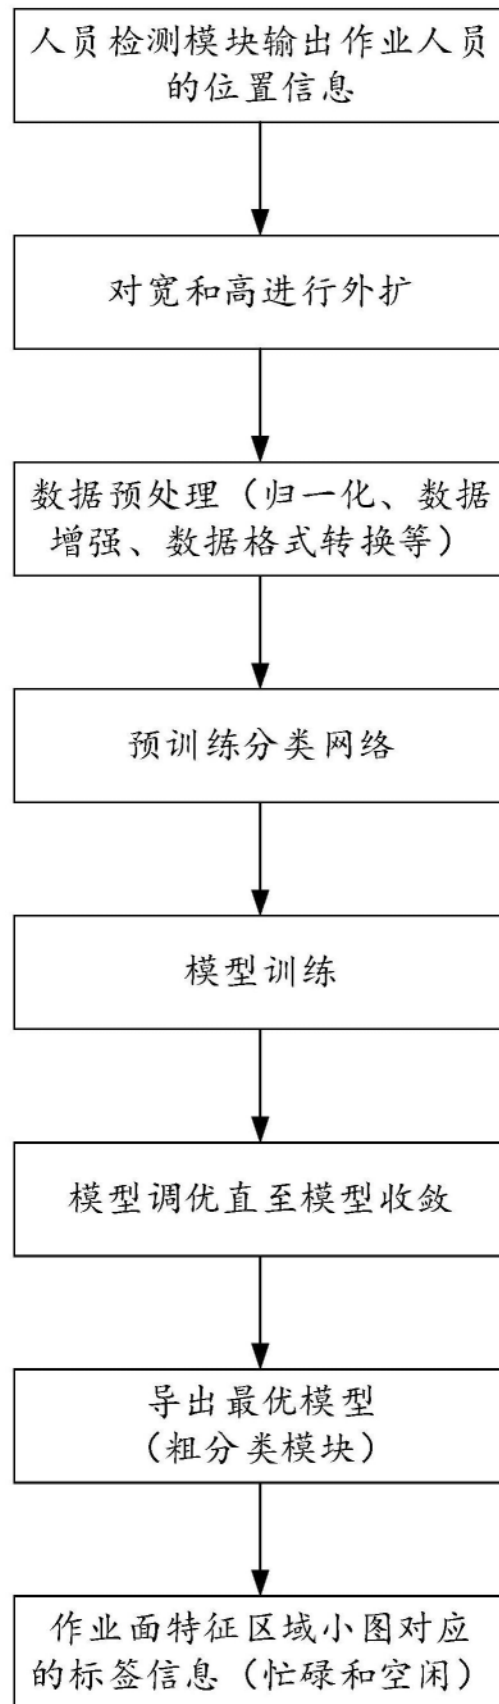 人员检测模块输出作业人员
的位置信息
对宽和高进行外扩
数据预处理（归一化、数据
增强、数据格式转换等）
预训练分类网络
模型训练
模型调优直至模型收敛
导出最优模型
（粗分类模块）
作业面特征区域小图对应
的标签信息（忙碌和空闲）